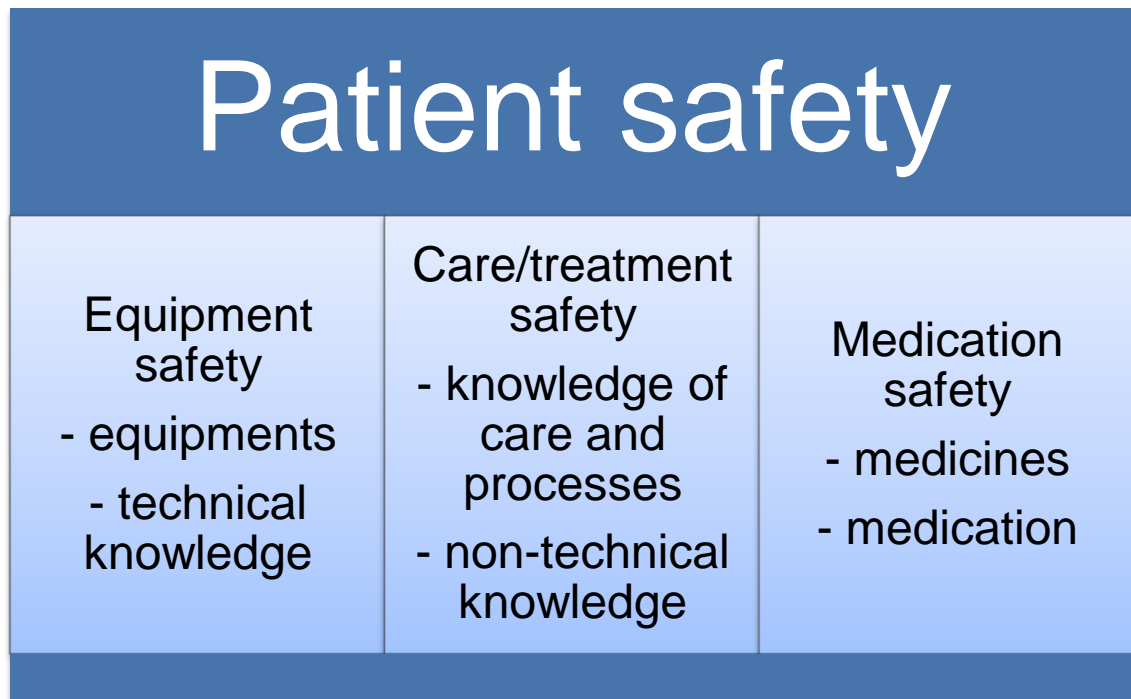 Patient safety
Equipment
safety
- equipments
- technical
knowledge
Care/treatment
safety
- knowledge of
care and
processes
- non-technical
knowledge
Medication
safety
- medicines
- medication